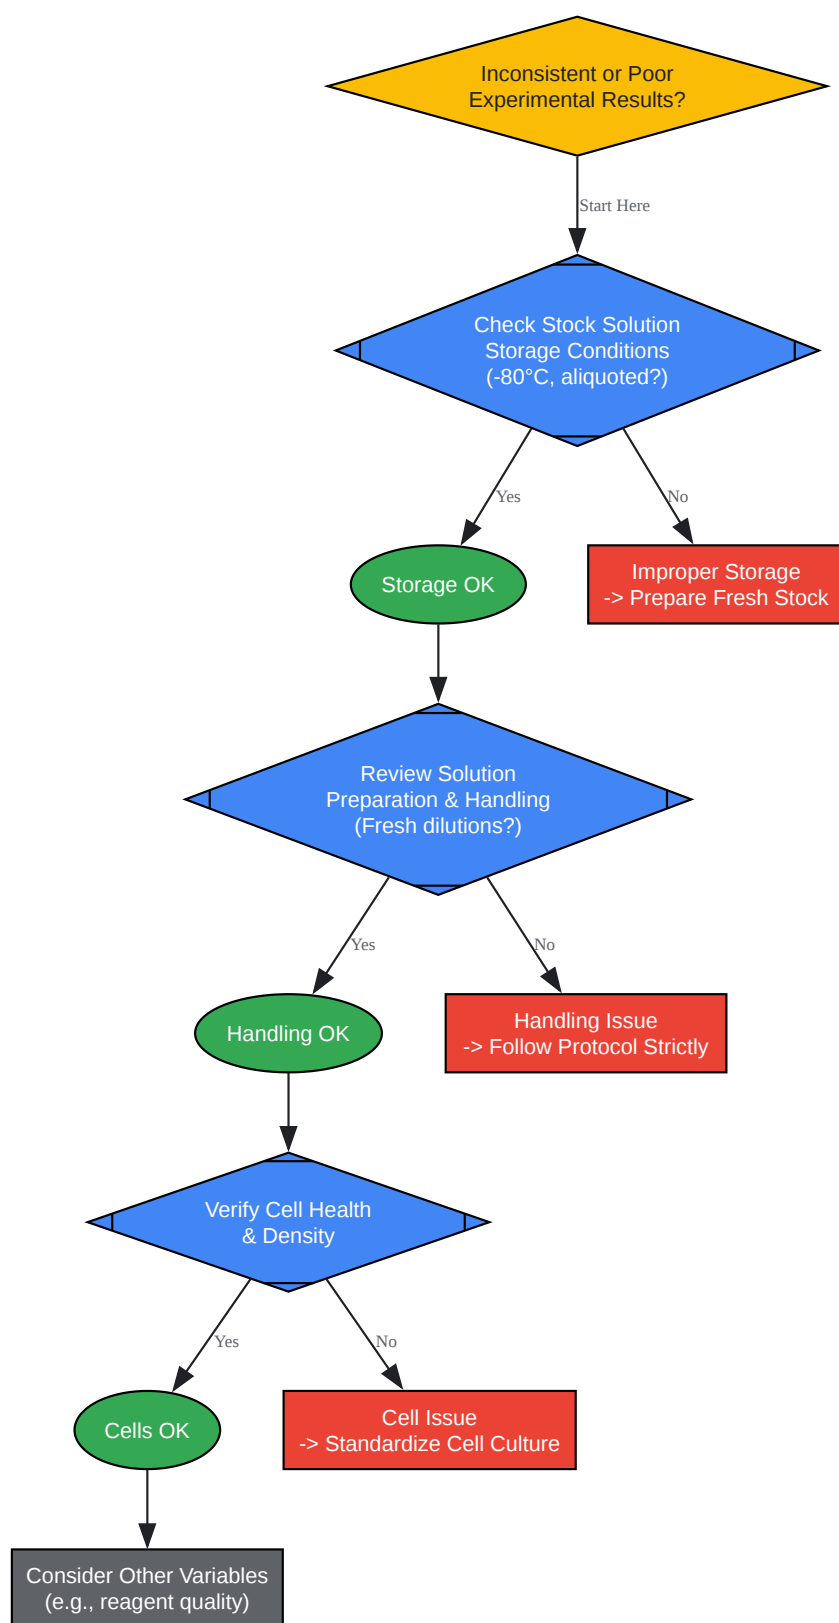 Inconsistent or Poor
Experimental Results?
Start Here
Check Stock Solution
Storage Conditions
(-80°C, aliquoted?)
Yes
No
Storage OK
Improper Storage
-> Prepare Fresh Stock
Review Solution
Preparation & Handling
(Fresh dilutions?)
Yes
No
Handling OK
Handling Issue
-> Follow Protocol Strictly
Verify Cell Health
& Density
Yes
No
Cells OK
Cell Issue
-> Standardize Cell Culture
Consider Other Variables
(e.g., reagent quality)